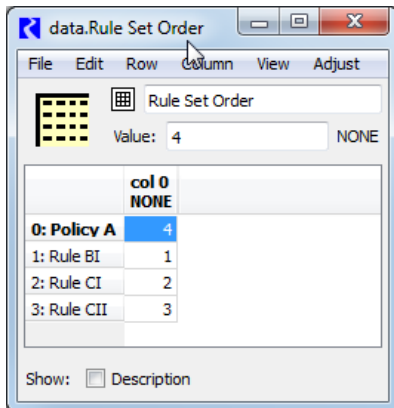 data.Rule Set Order
File Edit Row Column View Adjust
Rule Set Order
Value: 4 NONE
col 0
NONE
0: Policy A 4
1: Rule BI 1
2: Rule CI 2
3: Rule CII 3
Show: Description